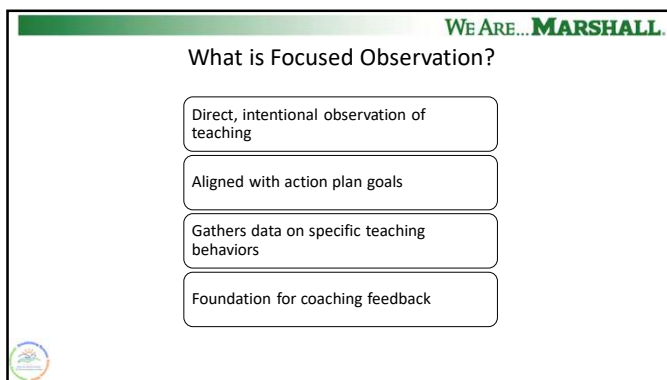 WE ARE...MARSHALL.
What is Focused Observation?
Direct, intentional observation of
teaching
Aligned with action plan goals
Gathers data on specific teaching
behaviors
Foundation for coaching feedback